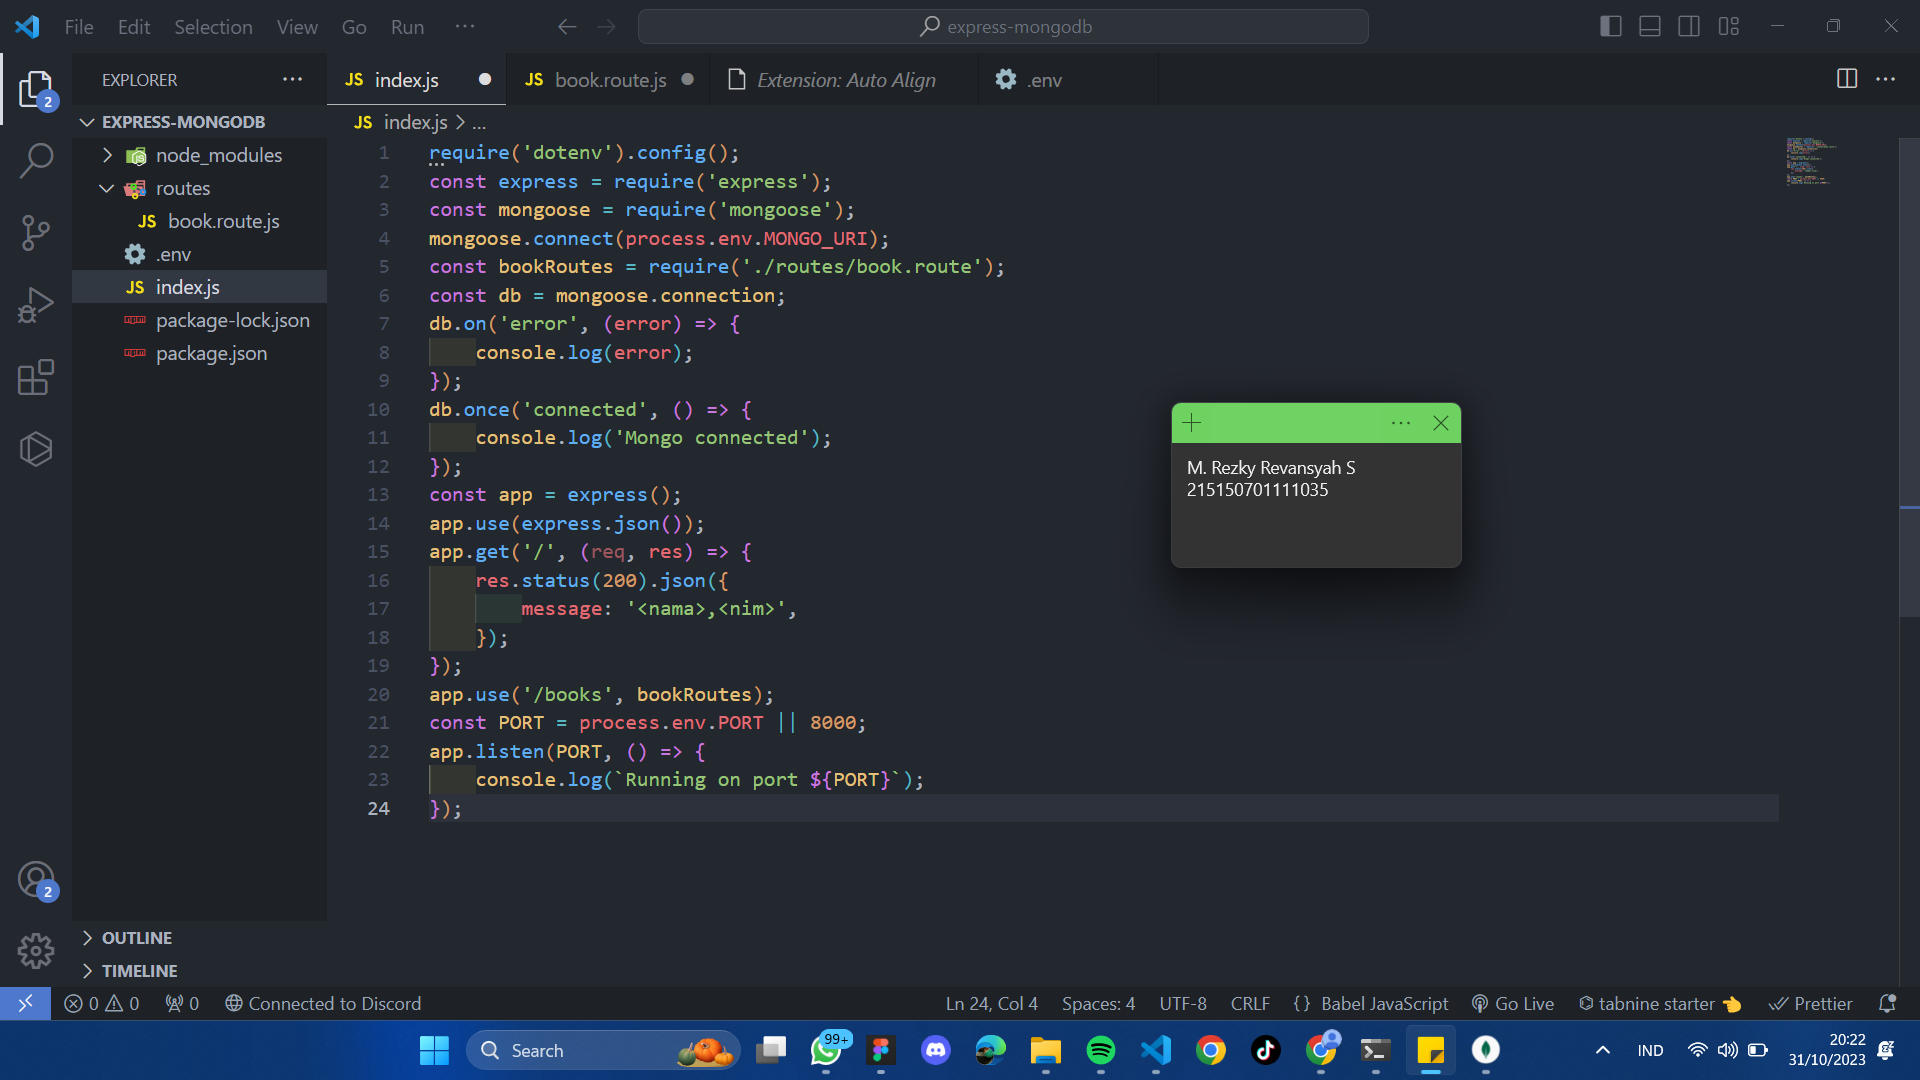 File Edit Selection View Go Run ... express-mongodb
EXPLORER ...
JS index.js JS book.route.js Extension: Auto Align .env
EXPRESS-MONGODB
node_modules
routes
JS book.route.js
.env
JS index.js
package-lock.json
package.json
OUTLINE
TIMELINE
JS index.js > ...
1 require('dotenv').config();
2 const express = require('express');
3 const mongoose = require('mongoose');
4 mongoose.connect(process.env.MONGO_URI);
5 const bookRoutes = require('./routes/book.route');
6 const db = mongoose.connection;
7 db.on('error', (error) => {
8 console.log(error);
9 });
10 db.once('connected', () => {
11 console.log('Mongo connected');
12 });
13 const app = express();
14 app.use(express.json());
15 app.get('/', (req, res) => {
16 res.status(200).json({
17 message: '<nama>,<nim>',
18 });
19 });
20 app.use('/books', bookRoutes);
21 const PORT = process.env.PORT || 8000;
22 app.listen(PORT, () => {
23 console.log(`Running on port ${PORT}`);
24 });
M. Rezky Revansyah S
215150701111035
2
2
0 0 0 Connected to Discord Ln 24, Col 4 Spaces: 4 UTF-8 CRLF {} Babel JavaScript Go Live tabnine starter Prettier
Search 99+ IND 20:22
31/10/2023